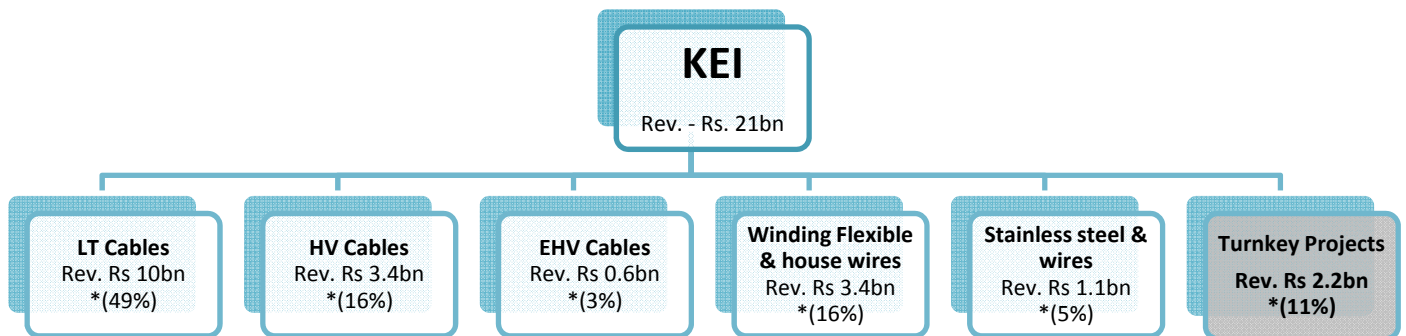 KEI
Rev. - Rs. 21bn
LT Cables
Rev. Rs 10bn
*(49%)
HV Cables
Rev. Rs 3.4bn
*(16%)
EHV Cables
Rev. Rs 0.6bn
*(3%)
Winding Flexible
& house wires
Rev. Rs 3.4bn
*(16%)
Stainless steel &
wires
Rev. Rs 1.1bn
*(5%)
Turnkey Projects
Rev. Rs 2.2bn
*(11%)